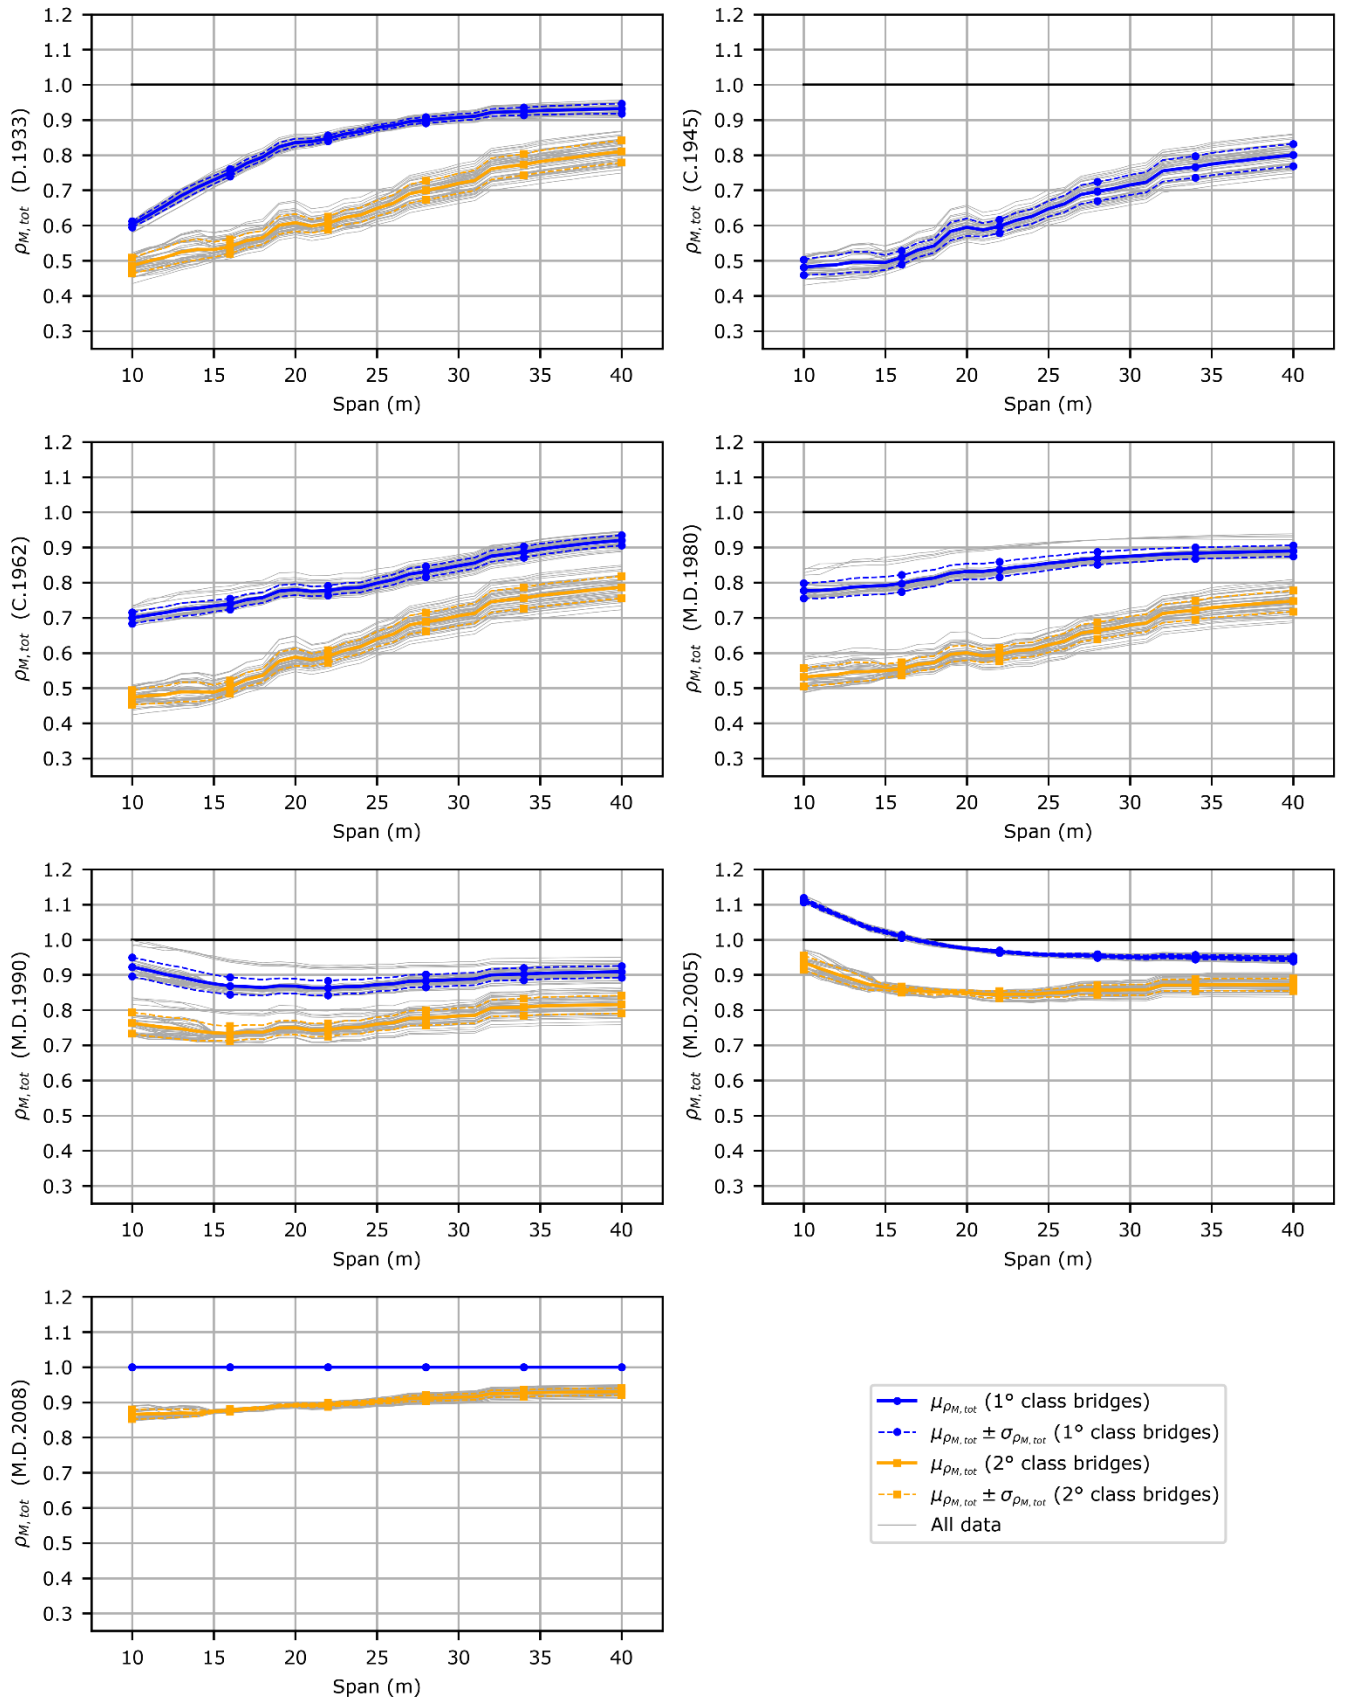 1.2
1.1
1.0
0.9
0.8
0.7
0.6
0.5
0.4
0.3
ρM,tot (D.1933)
10 15 20 25 30 35 40
Span (m)
1.2
1.1
1.0
0.9
0.8
0.7
0.6
0.5
0.4
0.3
ρM,tot (C.1945)
10 15 20 25 30 35 40
Span (m)
1.2
1.1
1.0
0.9
0.8
0.7
0.6
0.5
0.4
0.3
ρM,tot (C.1962)
10 15 20 25 30 35 40
Span (m)
1.2
1.1
1.0
0.9
0.8
0.7
0.6
0.5
0.4
0.3
ρM,tot (M.D.1980)
10 15 20 25 30 35 40
Span (m)
1.2
1.1
1.0
0.9
0.8
0.7
0.6
0.5
0.4
0.3
ρM,tot (M.D.1990)
10 15 20 25 30 35 40
Span (m)
1.2
1.1
1.0
0.9
0.8
0.7
0.6
0.5
0.4
0.3
ρM,tot (M.D.2005)
10 15 20 25 30 35 40
Span (m)
1.2
1.1
1.0
0.9
0.8
0.7
0.6
0.5
0.4
0.3
ρM,tot (M.D.2008)
10 15 20 25 30 35 40
Span (m)
μρM,tot (1° class bridges)
μρM,tot ± σρM,tot (1° class bridges)
μρM,tot (2° class bridges)
μρM,tot ± σρM,tot (2° class bridges)
All data